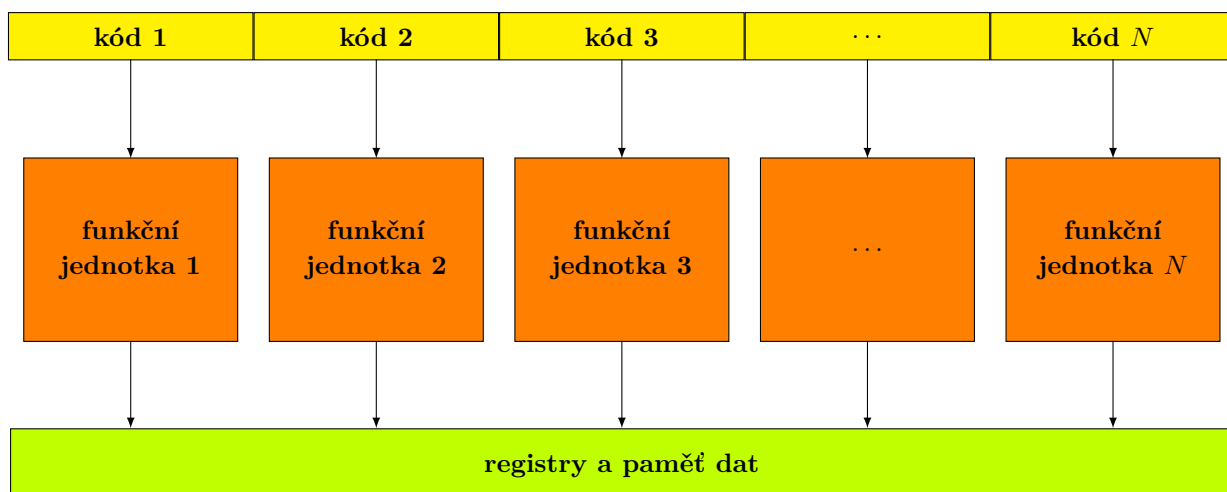 kód 1
kód 2
kód 3
...
kód N
funkční
jednotka 1
funkční
jednotka 2
funkční
jednotka 3
...
funkční
jednotka N
registry a paměť dat